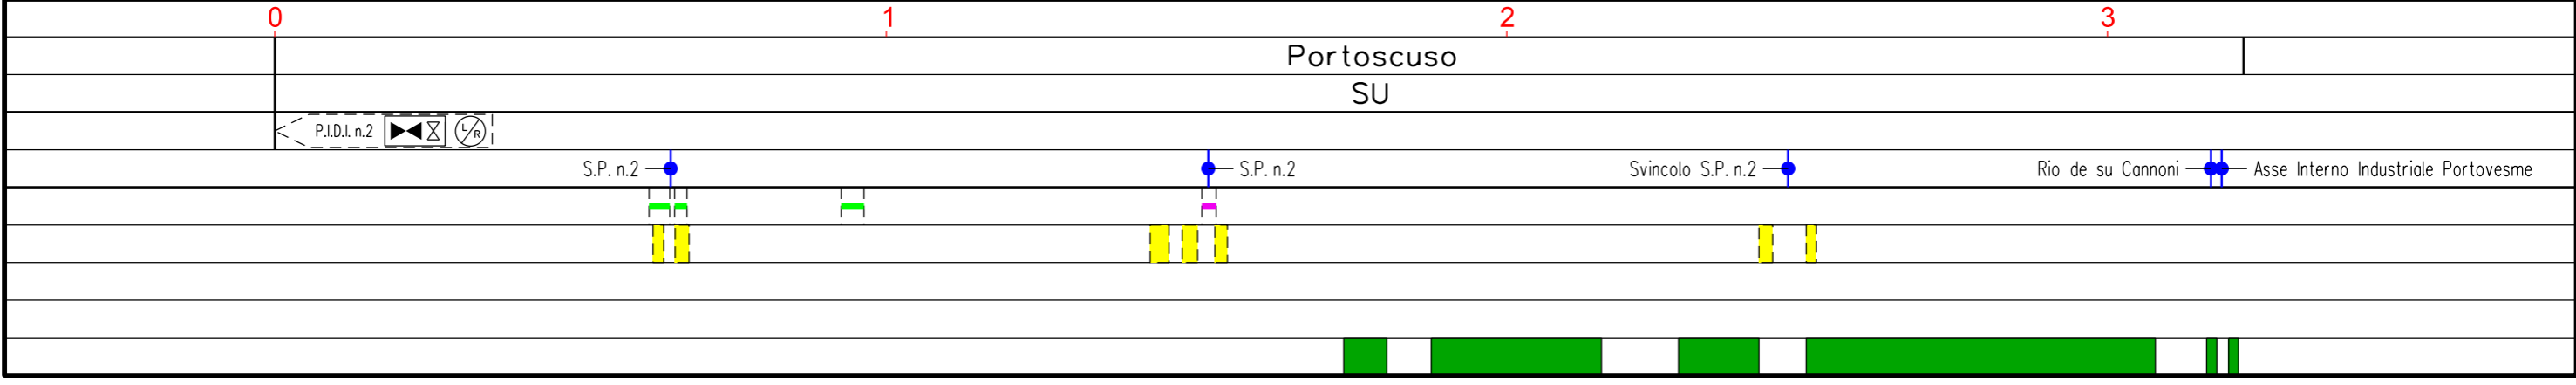 0 1 2 3
Portoscuso
SU
P.I.D.I. n.2 L/R
S.P. n.2 S.P. n.2 Svincolo S.P. n.2 Rio de su Cannoni Asse Interno Industriale Portovesme